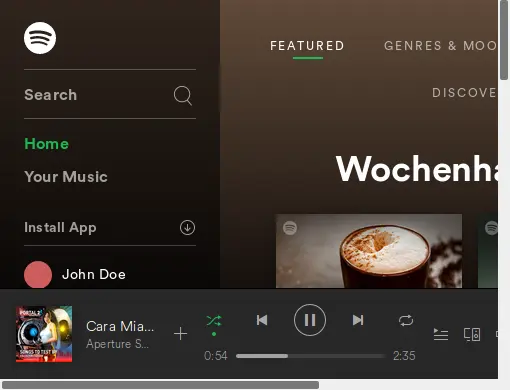 FEATURED
GENRES & MOO
Search
DISCOVE
Home
Your Music
Wochenha
Install App
John Doe
PORTAL 2
SONGS TO TEST BY
Cara Mia...
Aperture S...
0:54
2:35